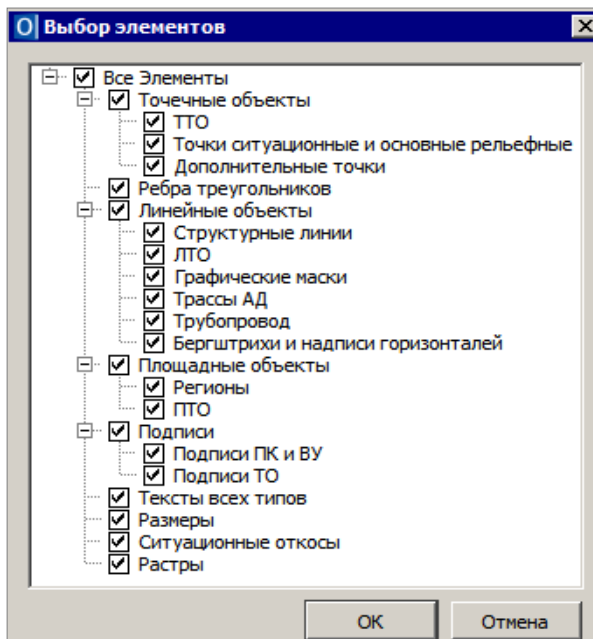 Выбор элементов
Все Элементы
Точечные объекты
ТТО
Точки ситуационные и основные рельефные
Дополнительные точки
Ребра треугольников
Линейные объекты
Структурные линии
ЛТО
Графические маски
Трассы АД
Трубопровод
Бергштрихи и надписи горизонталей
Площадные объекты
Регионы
ПТО
Подписи
Подписи ПК и ВУ
Подписи ТО
Тексты всех типов
Размеры
Ситуационные откосы
Растры
ОК
Отмена